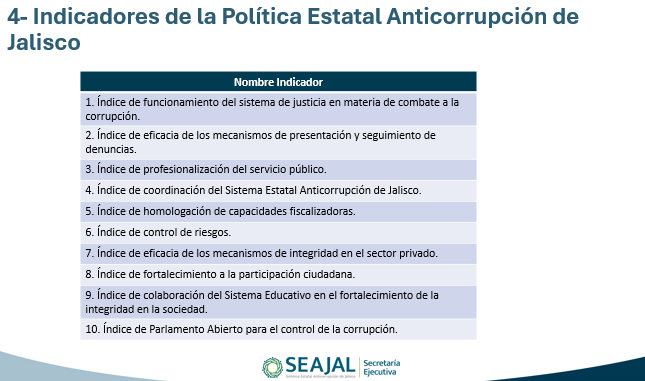 4- Indicadores de la Política Estatal Anticorrupción de
Jalisco
Nombre Indicador
1. Índice de funcionamiento del sistema de justicia en materia de combate a la
corrupción.
2. Índice de eficacia de los mecanismos de presentación y seguimiento de
denuncias.
3. Índice de profesionalización del servicio público.
4. Índice de coordinación del Sistema Estatal Anticorrupción de Jalisco.
5. Índice de homologación de capacidades fiscalizadoras.
6. Índice de control de riesgos.
7. Índice de eficacia de los mecanismos de integridad en el sector privado.
8. Índice de fortalecimiento a la participación ciudadana.
9. Índice de colaboración del Sistema Educativo en el fortalecimiento de la
integridad en la sociedad.
10. Índice de Parlamento Abierto para el control de la corrupción.
SEAJAL
Sistema Estatal Anticorrupción de Jalisco
Secretaría
Ejecutiva